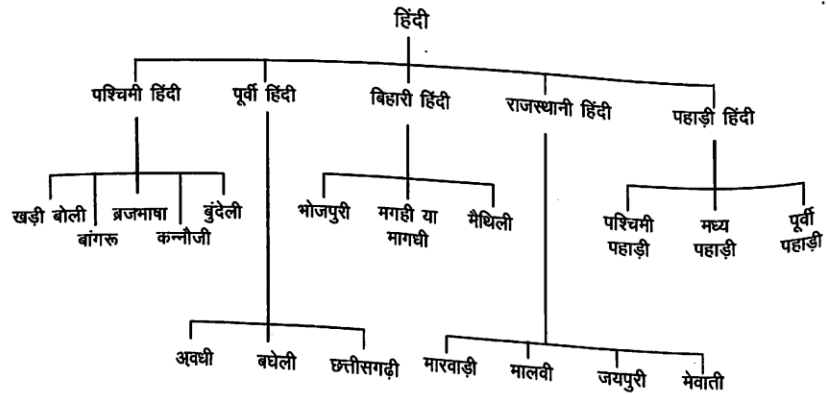 हिंदी
पश्चिमी हिंदी
पूर्वी हिंदी
बिहारी हिंदी
राजस्थानी हिंदी
पहाड़ी हिंदी
खड़ी बोली
बांगरू
ब्रजभाषा
कन्नौजी
बुंदेली
भोजपुरी
मगही या
मागधी
मैथिली
पश्चिमी
पहाड़ी
मध्य
पहाड़ी
पूर्वी
पहाड़ी
अवधी
बघेली
छत्तीसगढ़ी
मारवाड़ी
मालवी
जयपुरी
मेवाती